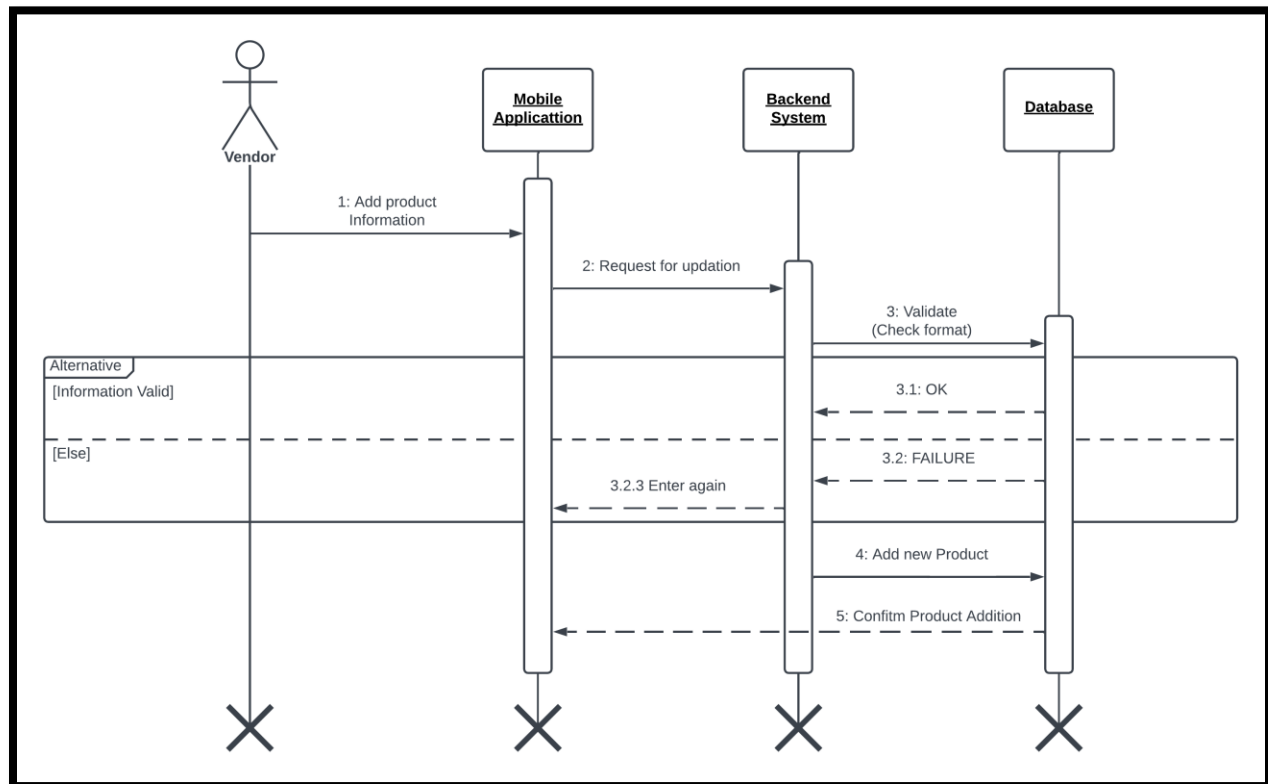 Mobile
Applicattion
Backend
System
Database
Vendor
1: Add product
Information
2: Request for updation
3: Validate
(Check format)
Alternative
[Information Valid]
3.1: OK
[Else]
3.2: FAILURE
3.2.3 Enter again
4: Add new Product
5: Confitm Product Addition